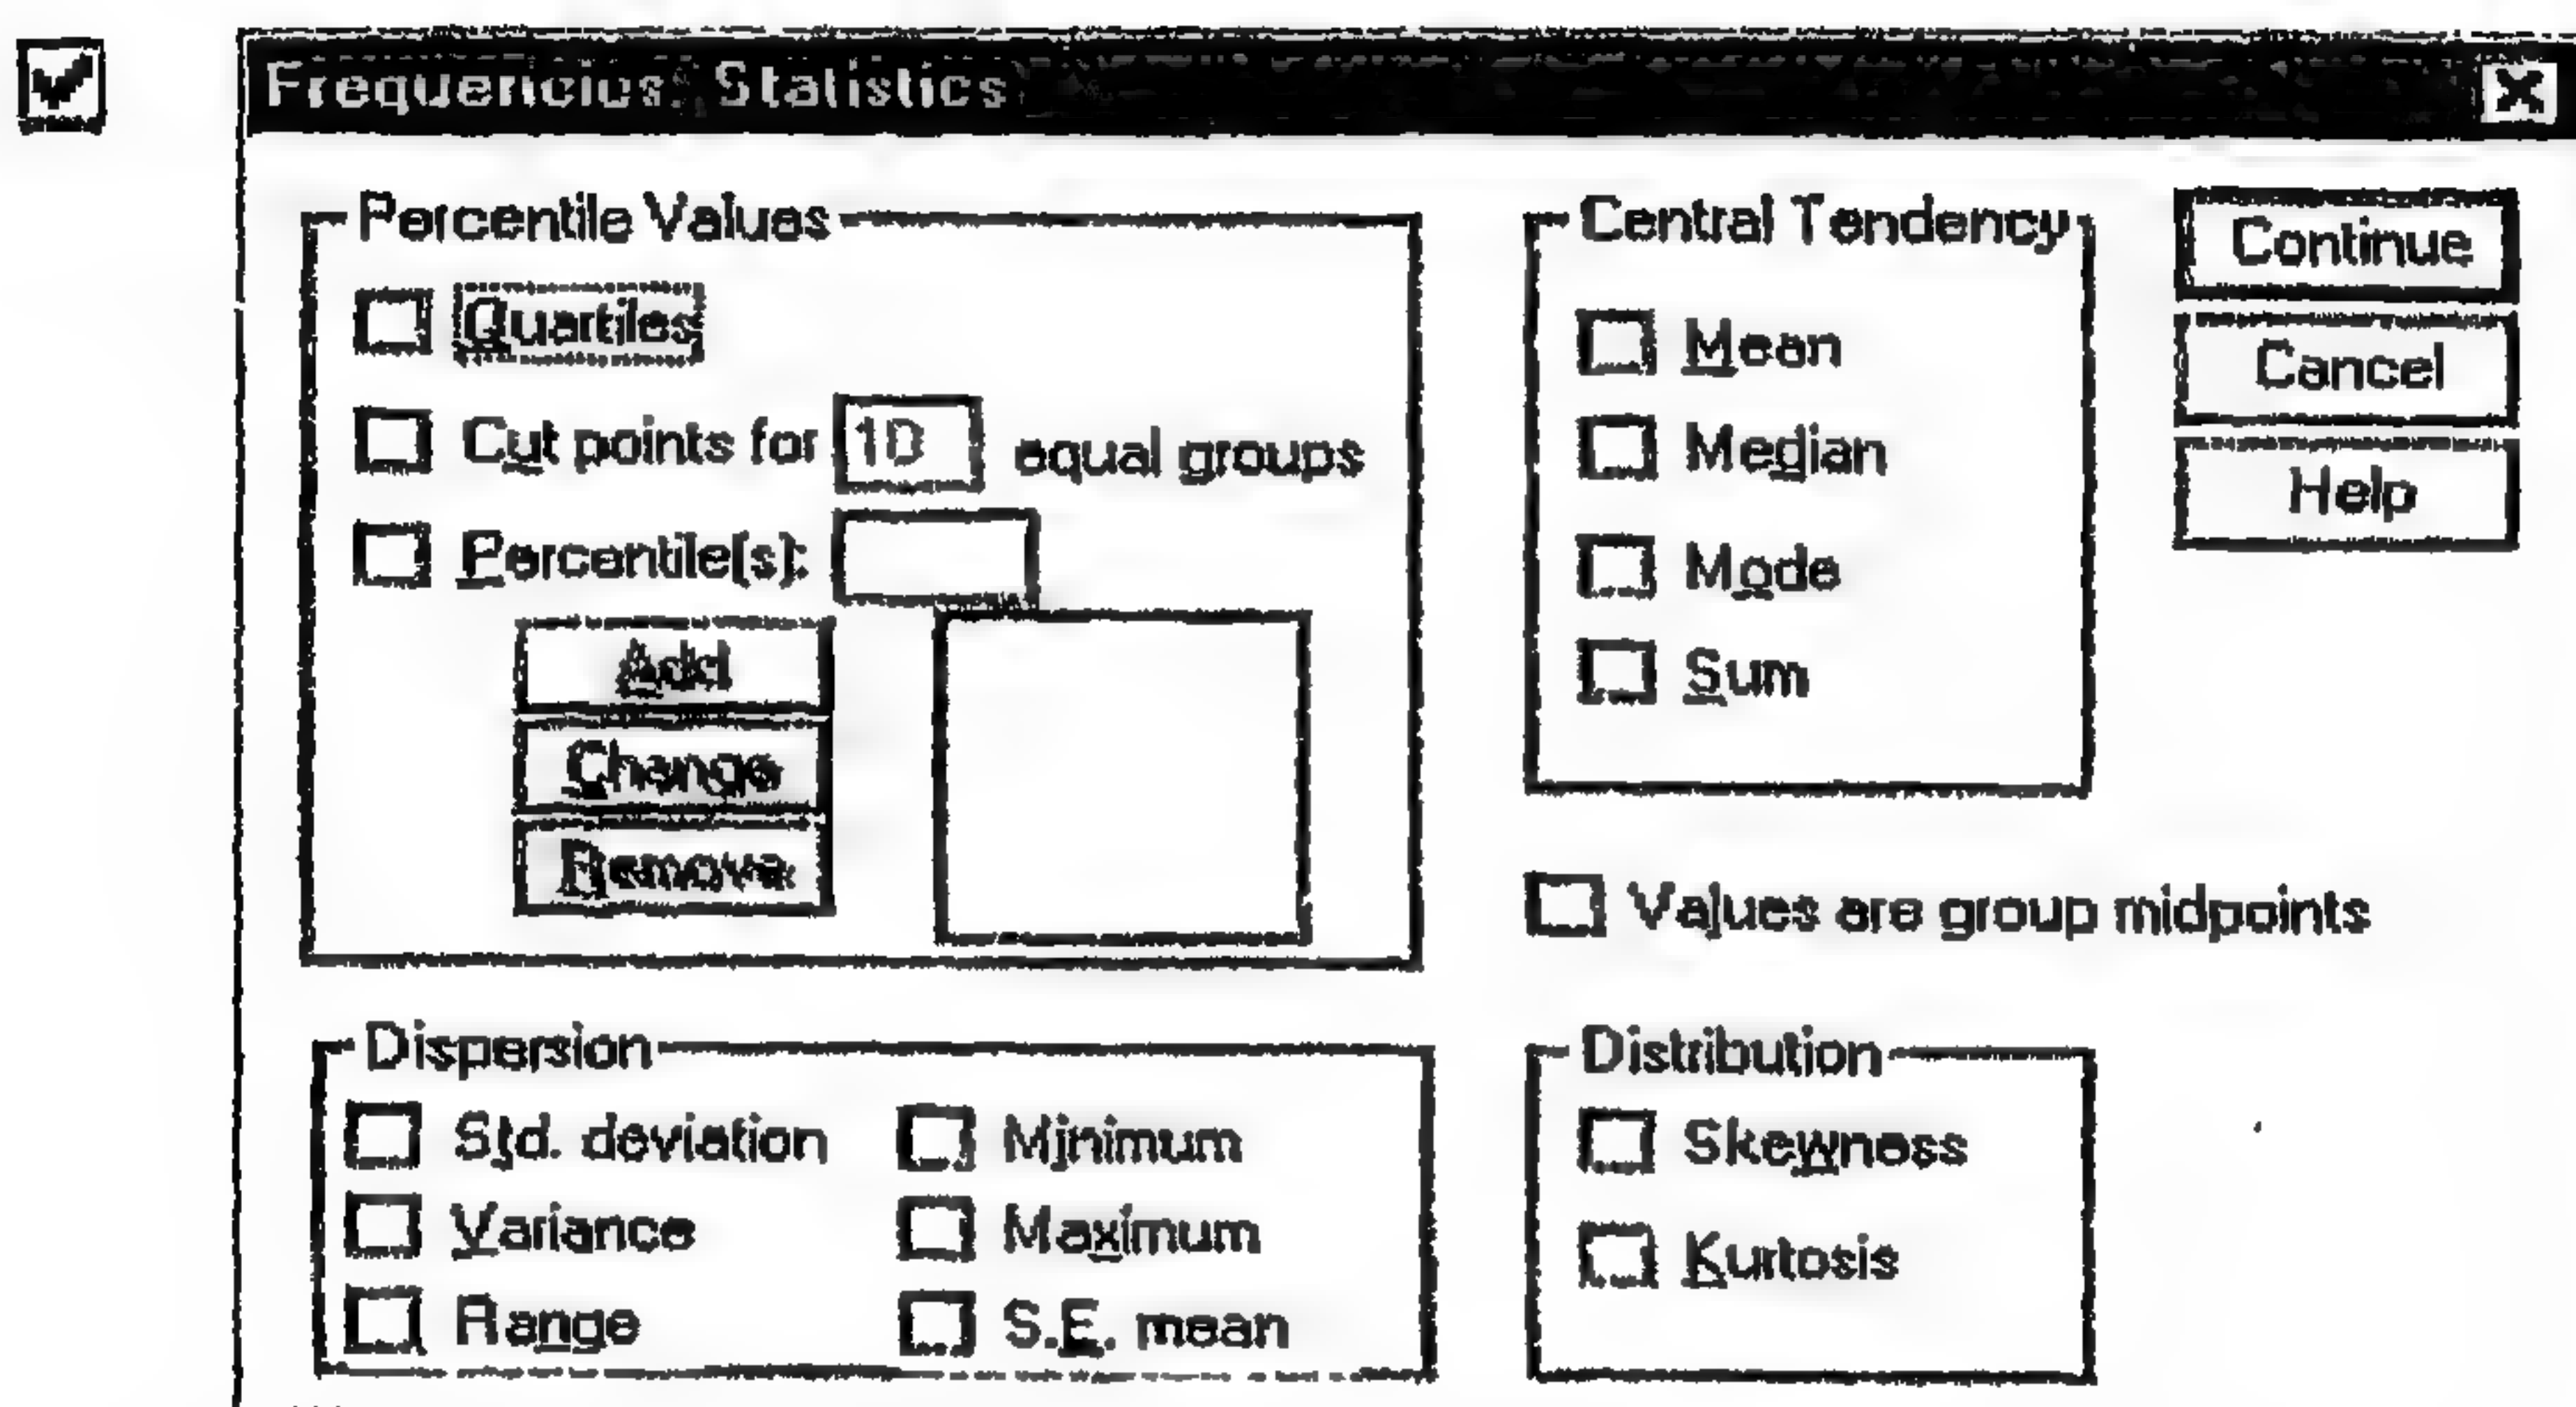 Frequencies: Statistics
Percentile Values
Quartiles
Cut points for 10 equal groups
Percentile(s):
Add
Change
Remove
Central Tendency
Mean
Median
Mode
Sum
Continue
Cancel
Help
Values are group midpoints
Dispersion
Std. deviation
Minimum
Variance
Maximum
Range
S.E. mean
Distribution
Skewness
Kurtosis